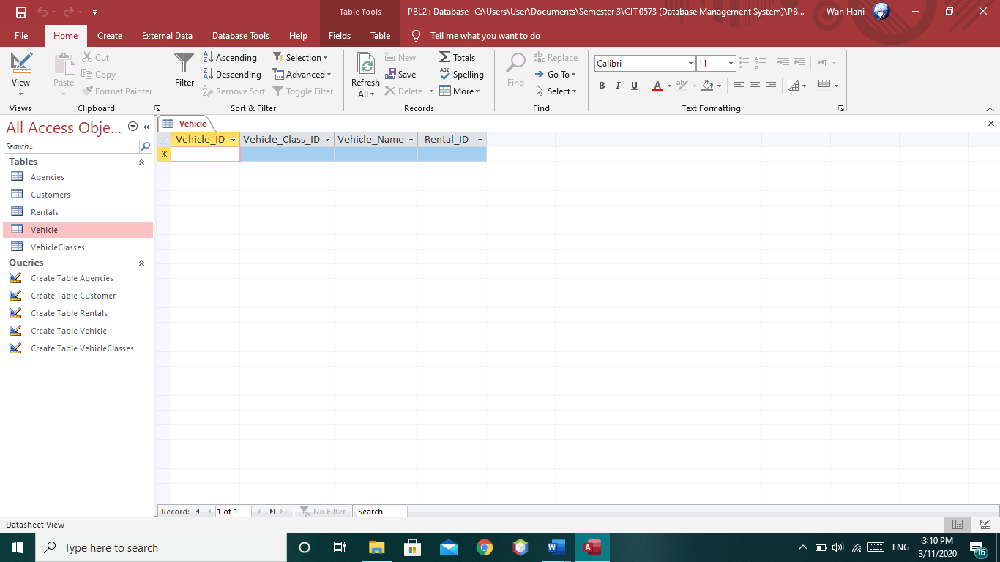 Table Tools
PBL2 : Database- C:\Users\User\Documents\Semester 3\CIT 0573 (Database Management System)\PB...
Wan Hani
File Home Create External Data Database Tools Help Fields Table Tell me what you want to do
View
Views
Paste
Cut
Copy
Format Painter
Clipboard
Filter
Ascending
Descending
Remove Sort
Selection
Advanced
Toggle Filter
Sort & Filter
Refresh
All
New
Save
Delete
Totals
Spelling
More
Records
Find
Replace
Go To
Select
Find
Calibri 11
B I U A
Text Formatting
All Access Obje...
Search...
Tables
Agencies
Customers
Rentals
Vehicle
VehicleClasses
Queries
Create Table Agencies
Create Table Customer
Create Table Rentals
Create Table Vehicle
Create Table VehicleClasses
Vehicle
Vehicle_ID Vehicle_Class_ID Vehicle_Name Rental_ID
Record: 1 of 1 No Filter Search
Datasheet View
Type here to search
ENG
3:10 PM
3/11/2020
16